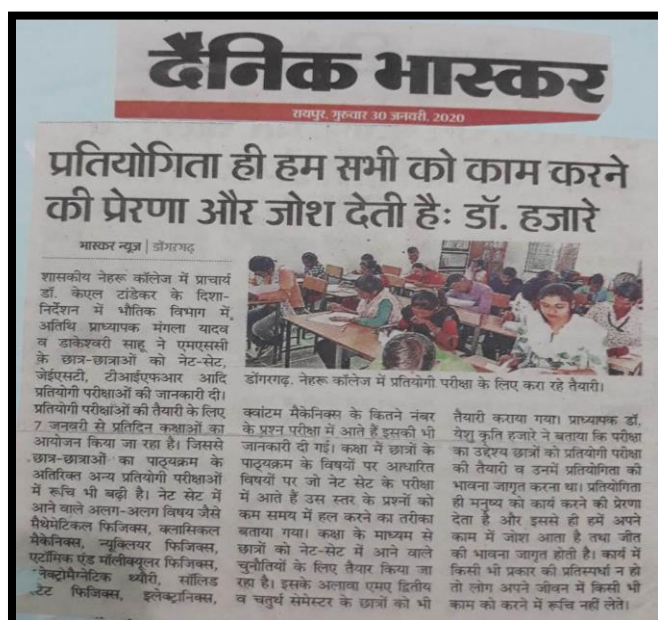 दैनिक भास्कर
रायपुर, गुरुवार 30 जनवरी, 2020
प्रतियोगिता ही हम सभी को काम करने
की प्रेरणा और जोश देती हैः डॉ. हजारे
भास्कर न्यूज | डोंगरगढ़
शासकीय नेहरू कॉलेज में प्राचार्य
डॉ. केएल टांडेकर के दिशा-
निर्देशन में भौतिक विभाग में
अतिथि प्राध्यापक मंगला यादव
व डाकेश्वरी साहू ने एमएससी
के छात्र-छात्राओं को नेट-सेट,
जेईएसटी, टीआईएफआर आदि
प्रतियोगी परीक्षाओं की जानकारी दी।
प्रतियोगी परीक्षाओं की तैयारी के लिए
7 जनवरी से प्रतिदिन कक्षाओं का
आयोजन किया जा रहा है। जिससे
छात्र-छात्राओं का पाठ्यक्रम के
अतिरिक्त अन्य प्रतियोगी परीक्षाओं
में रूचि भी बढ़ी है। नेट सेट में
आने वाले अलग-अलग विषय जैसे
मैथेमेटिकल फिजिक्स, क्लासिकल
मैकेनिक्स, न्यूक्लियर फिजिक्स,
एटॉमिक एंड मॉलीक्यूलर फिजिक्स,
थ्यौरी, सॉलिड
स्टेट फिजिक्स, इलेक्ट्रानिक्स,
डोंगरगढ़. नेहरू कॉलेज में प्रतियोगी परीक्षा के लिए करा रहे तैयारी।
क्वांटम मैकेनिक्स के कितने नंबर
के प्रश्न परीक्षा में आते हैं इसकी भी
जानकारी दी गई। कक्षा में छात्रों के
पाठ्यक्रम के विषयों पर आधारित
विषयों पर जो नेट सेट के परीक्षा
में आते हैं उस स्तर के प्रश्नों को
कम समय में हल करने का तरीका
बताया गया। कक्षा के माध्यम से
छात्रों को नेट-सेट में आने वाले
चुनौतियों के लिए तैयार किया जा
रहा है। इसके अलावा एमए द्वितीय
व चतुर्थ सेमेस्टर के छात्रों को भी
तैयारी कराया गया। प्राध्यापक डॉ.
येशु कृति हजारे ने बताया कि परीक्षा
का उद्देश्य छात्रों को प्रतियोगी परीक्षा
की तैयारी व उनमें प्रतियोगिता की
भावना जागृत करना था। प्रतियोगिता
ही मनुष्य को कार्य करने की प्रेरणा
देता है और इससे ही हमें अपने
काम में जोश आता है तथा जीत
की भावना जागृत होती है। कार्य में
किसी भी प्रकार की प्रतिस्पर्धा न हो
तो लोग अपने जीवन में किसी भी
काम को करने में रूचि नहीं लेते।